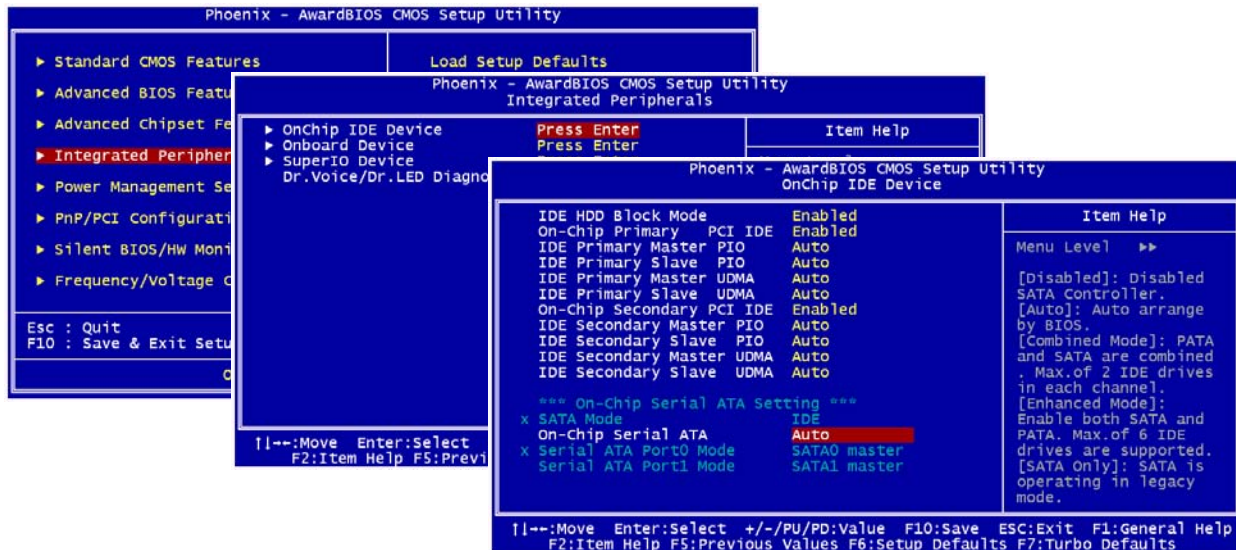 Phoenix - AwardBIOS CMOS Setup Utility
▶ Standard CMOS Features
▶ Advanced BIOS Featu
▶ Advanced Chipset Fe
▶ Integrated Peripher
▶ Power Management Se
▶ PnP/PCI Configurati
▶ Silent BIOS/HW Moni
▶ Frequency/Voltage C
Load Setup Defaults
Esc : Quit
F10 : Save & Exit Setu
Phoenix - AwardBIOS CMOS Setup Utility
Integrated Peripherals
▶ OnChip IDE Device Press Enter
▶ Onboard Device Press Enter
▶ SuperIO Device
Dr.Voice/Dr.LED Diagno
Item Help
↑↓→←:Move Enter:Select
F2:Item Help F5:Previ
Phoenix - AwardBIOS CMOS Setup Utility
OnChip IDE Device
IDE HDD Block Mode Enabled
On-Chip Primary PCI IDE Enabled
IDE Primary Master PIO Auto
IDE Primary Slave PIO Auto
IDE Primary Master UDMA Auto
IDE Primary Slave UDMA Auto
On-Chip Secondary PCI IDE Enabled
IDE Secondary Master PIO Auto
IDE Secondary Slave PIO Auto
IDE Secondary Master UDMA Auto
IDE Secondary Slave UDMA Auto
*** On-Chip Serial ATA Setting ***
x SATA Mode IDE
On-Chip Serial ATA Auto
x Serial ATA Port0 Mode SATA0 master
Serial ATA Port1 Mode SATA1 master
Item Help
Menu Level ▶▶
[Disabled]: Disabled
SATA Controller.
[Auto]: Auto arrange
by BIOS.
[Combined Mode]: PATA
and SATA are combined
. Max.of 2 IDE drives
in each channel.
[Enhanced Mode]:
Enable both SATA and
PATA. Max.of 6 IDE
drives are supported.
[SATA Only]: SATA is
operating in legacy
mode.
↑↓→←:Move Enter:Select +/-/PU/PD:Value F10:Save ESC:Exit F1:General Help
F2:Item Help F5:Previous Values F6:Setup Defaults F7:Turbo Defaults